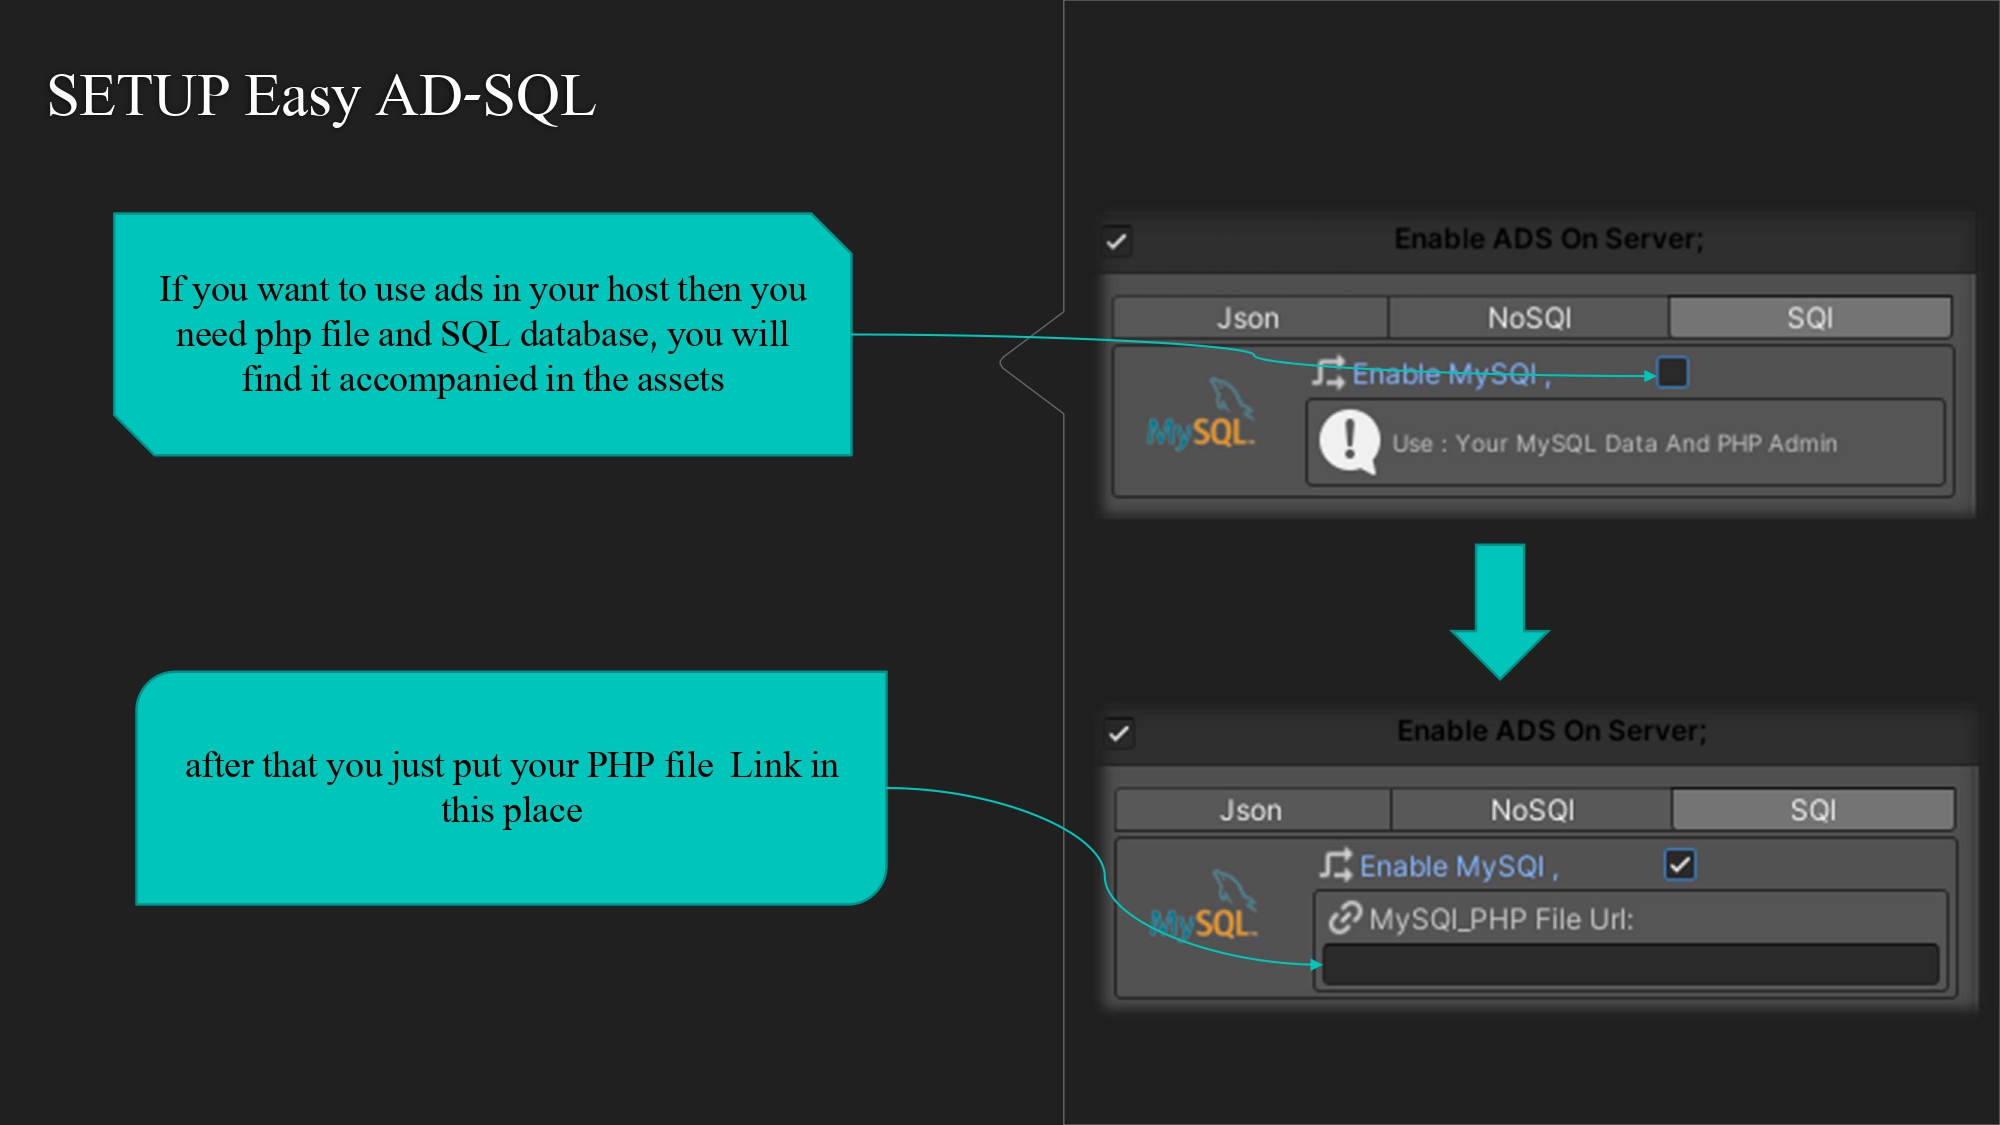 SETUP Easy AD-SQL
If you want to use ads in your host then you
need php file and SQL database, you will
find it accompanied in the assets
Enable ADS On Server;
Json NoSQl SQl
Enable MySQl ,
MySQL™
Use : Your MySQL Data And PHP Admin
after that you just put your PHP file  Link in
this place
Enable ADS On Server;
Json NoSQl SQl
Enable MySQl ,
MySQL™
MySQl_PHP File Url: